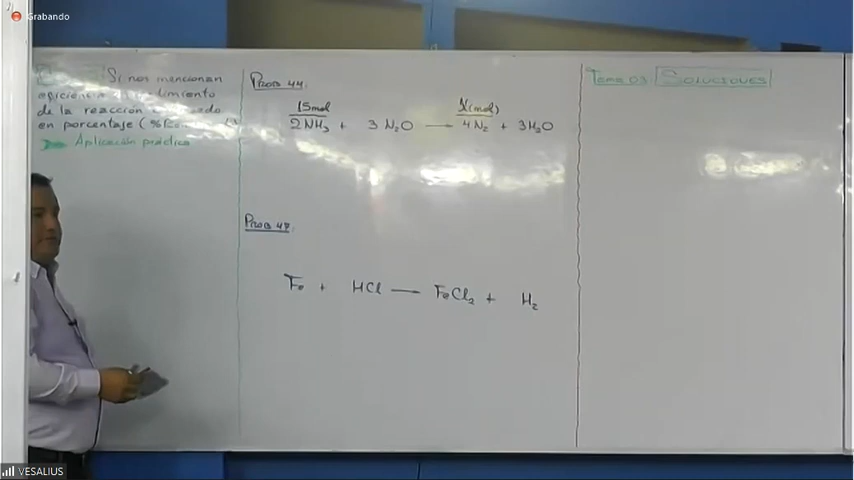 Grabando
Si nos mencionan
eficiencia
de la reacción
en porcentaje (%
Aplicación práctica
PROB 44.
15mol X(mol)
2NH₃ + 3 N₂O → 4N₂ + 3H₂O
PROB 47.
Fe + HCl → FeCl₂ + H₂
Tema 03 SOLUCIONES
VESALIUS